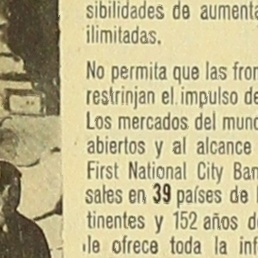 sibilidades de aumenta
ilimitadas.
No permita que las fron
restrinjan el impulso de
Los mercados del mund
abiertos y al alcance
First National City Ban
sales en 39 países de l
tinentes y 152 años d
le ofrece toda la inf